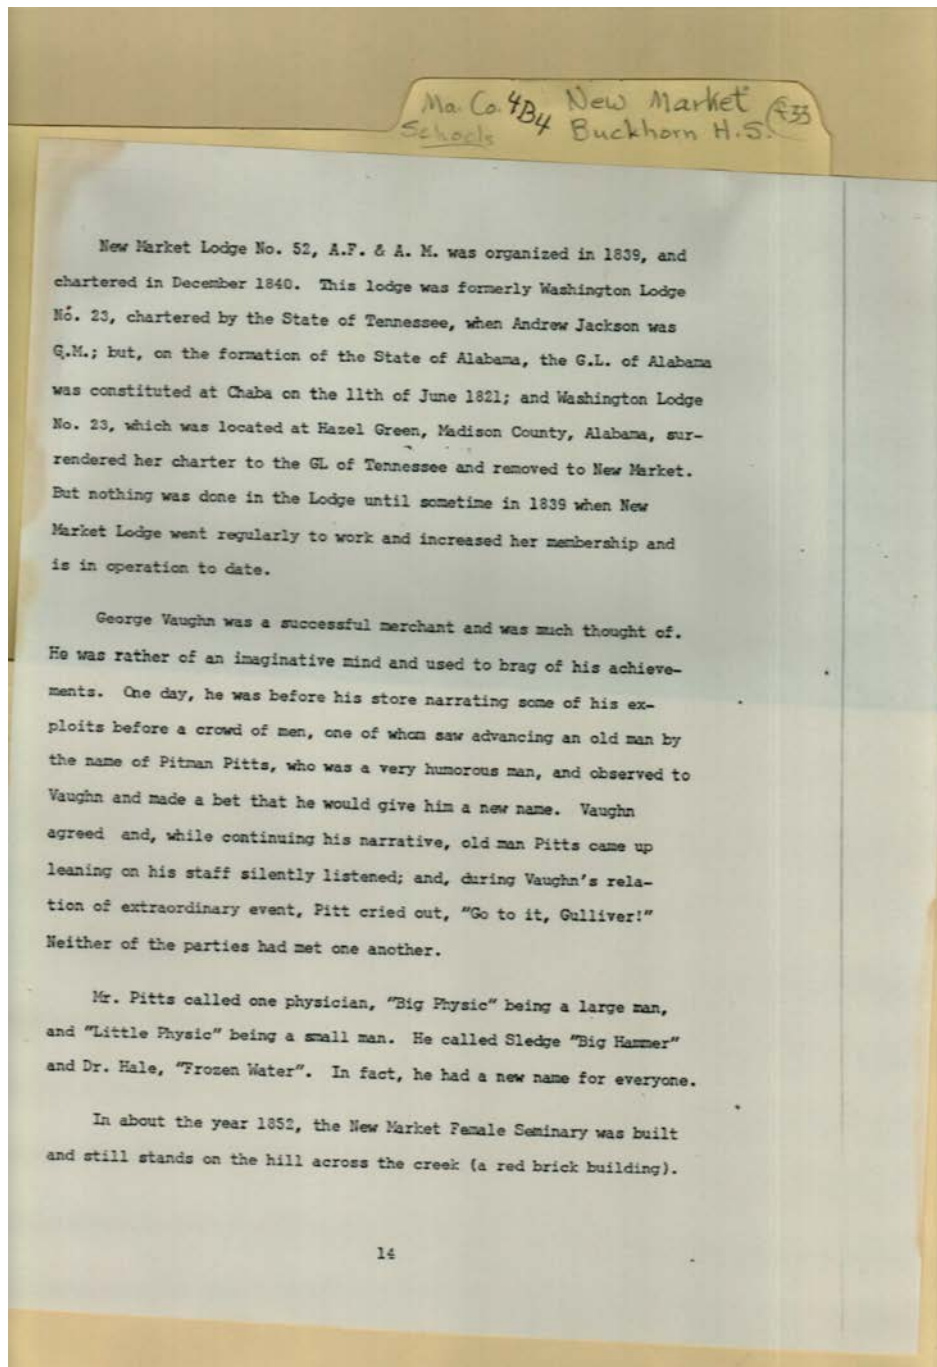 Ma. Co. 4B4 New Market F33
Schools Buckhorn H.S.
New Market Lodge No. 52, A.F. & A. M. was organized in 1839, and
chartered in December 1840. This lodge was formerly Washington Lodge
No. 23, chartered by the State of Tennessee, when Andrew Jackson was
G.M.; but, on the formation of the State of Alabama, the G.L. of Alabama
was constituted at Chaba on the 11th of June 1821; and Washington Lodge
No. 23, which was located at Hazel Green, Madison County, Alabama, sur-
rendered her charter to the GL of Tennessee and removed to New Market.
But nothing was done in the Lodge until sometime in 1839 when New
Market Lodge went regularly to work and increased her membership and
is in operation to date.
George Vaughn was a successful merchant and was much thought of.
He was rather of an imaginative mind and used to brag of his achieve-
ments. One day, he was before his store narrating some of his ex-
ploits before a crowd of men, one of whom saw advancing an old man by
the name of Pitman Pitts, who was a very humorous man, and observed to
Vaughn and made a bet that he would give him a new name. Vaughn
agreed and, while continuing his narrative, old man Pitts came up
leaning on his staff silently listened; and, during Vaughn's rela-
tion of extraordinary event, Pitt cried out, "Go to it, Gulliver!"
Neither of the parties had met one another.
Mr. Pitts called one physician, "Big Physic" being a large man,
and "Little Physic" being a small man. He called Sledge "Big Hammer"
and Dr. Hale, "Frozen Water". In fact, he had a new name for everyone.
In about the year 1852, the New Market Female Seminary was built
and still stands on the hill across the creek (a red brick building).
14